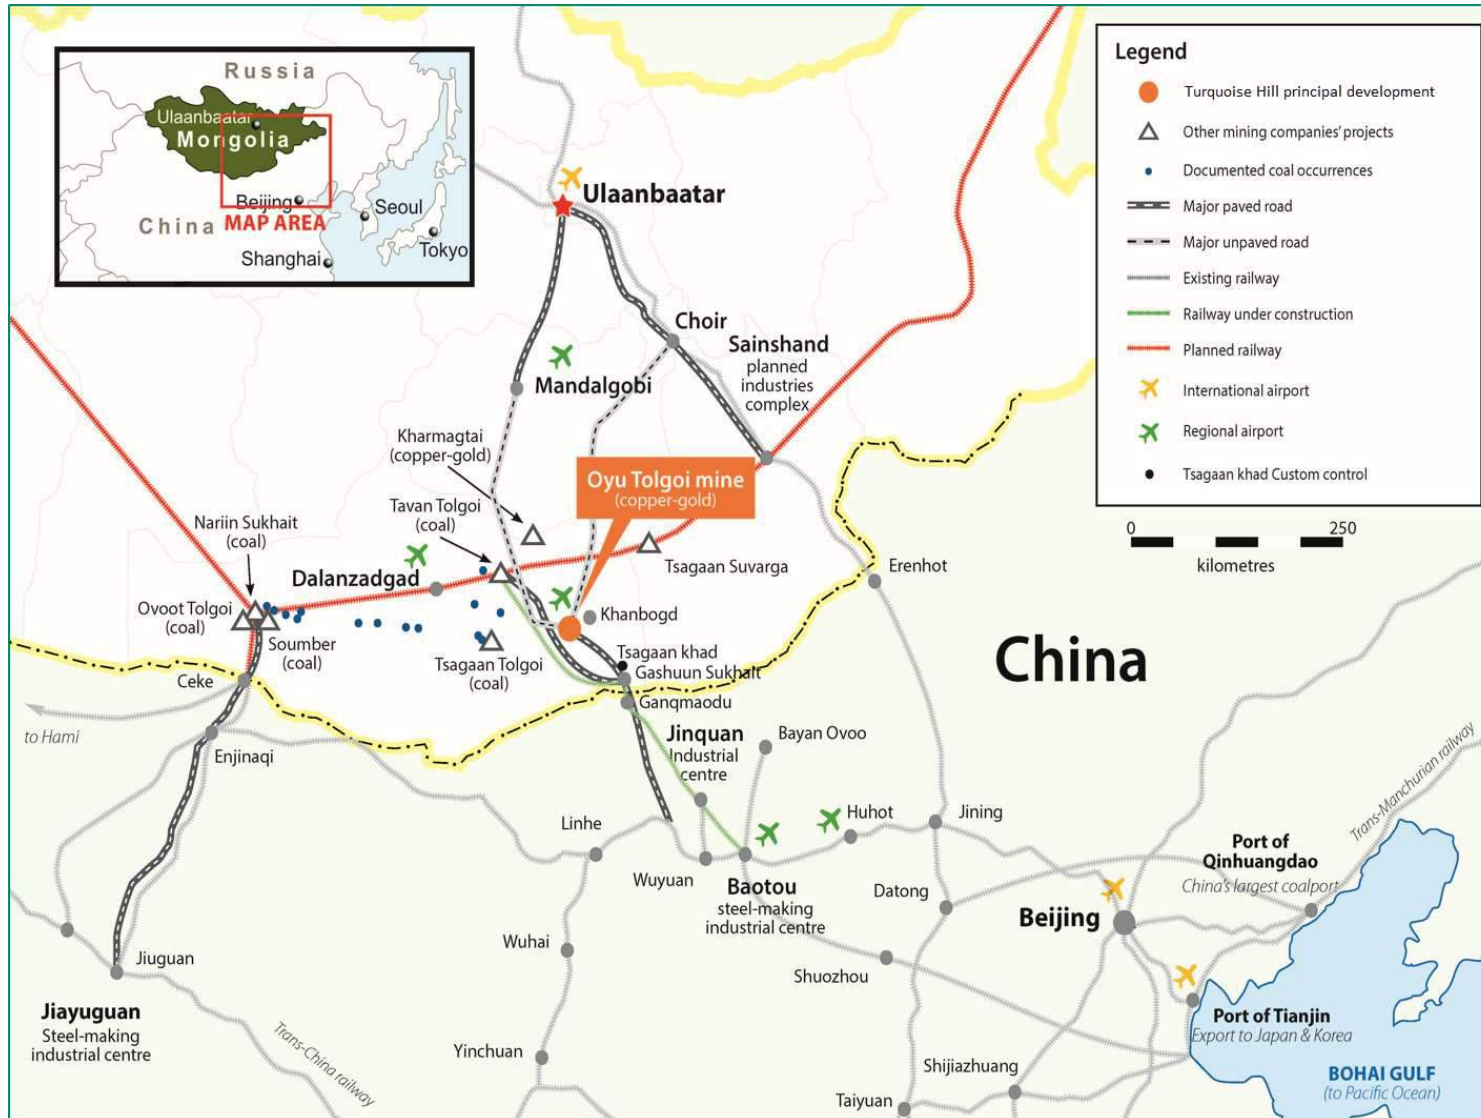 Russia
Ulaanbaatar
Mongolia
Beijing
Seoul
China
MAP AREA
Tokyo
Shanghai
Legend
Turquoise Hill principal development
Other mining companies' projects
Documented coal occurrences
Major paved road
Major unpaved road
Existing railway
Railway under construction
Planned railway
International airport
Regional airport
Tsagaan khad Custom control
0
250
kilometres
Ulaanbaatar
Choir
Sainshand
planned
industries
complex
Mandalgobi
Kharmagtai
(copper-gold)
Oyu Tolgoi mine
(copper-gold)
Tavan Tolgoi
(coal)
Nariin Sukhait
(coal)
Tsagaan Suvarga
Erenhot
Dalanzadgad
Ovoot Tolgoi
(coal)
Khanbogd
Soumber
(coal)
Tsagaan Tolgoi
(coal)
Tsagaan khad
Gashuun Sukhait
Ceke
Ganqmaodu
China
to Hami
Enjinaqi
Jinquan
Industrial
centre
Bayan Ovoo
Linhe
Huhot
Jining
Trans-Manchurian railway
Port of
Qinhuangdao
China's largest coalport
Wuyuan
Baotou
steel-making
industrial centre
Datong
Beijing
Wuhai
Shuozhou
Jiuguan
Jiayuguan
Steel-making
industrial centre
Port of Tianjin
Export to Japan & Korea
Trans-China railway
Yinchuan
Shijiazhuang
Taiyuan
BOHAI GULF
(to Pacific Ocean)